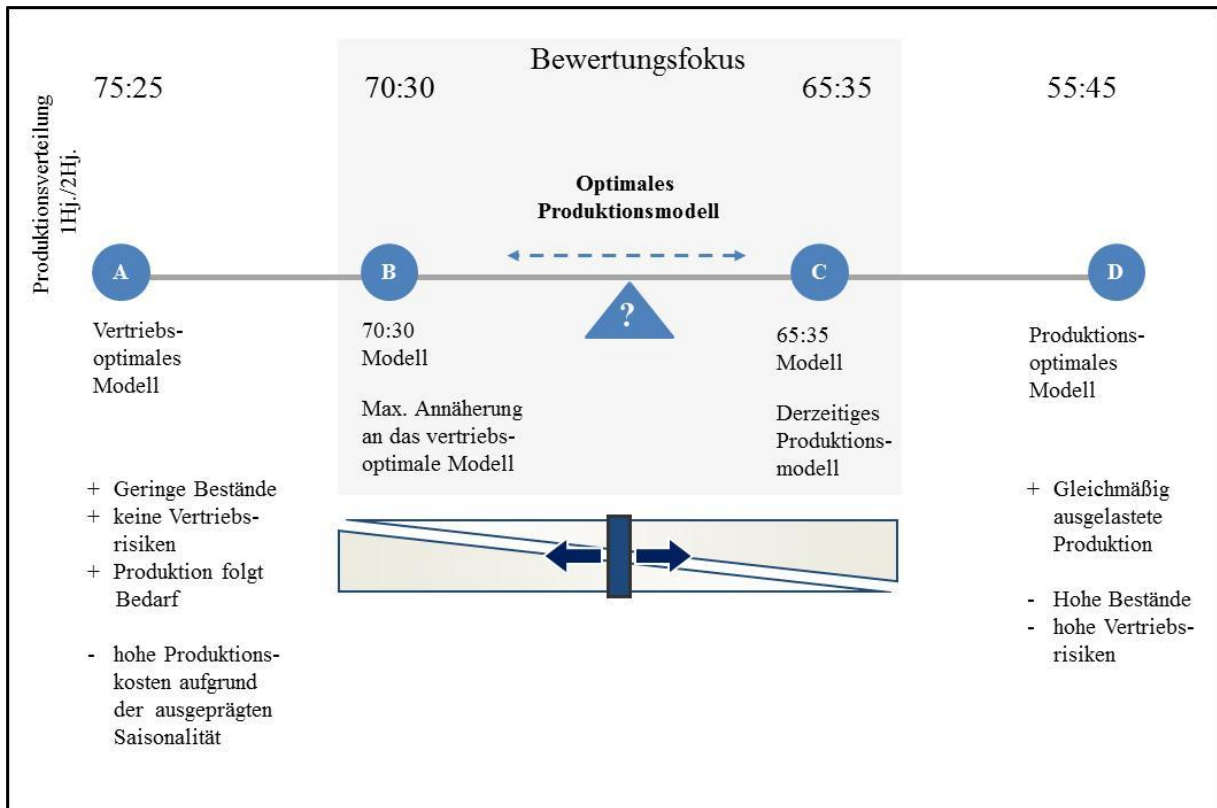 Bewertungsfokus
75:25
70:30
65:35
55:45
Produktionsverteilung
1Hj./2Hj.
Optimales
Produktionsmodell
A
B
?
C
D
Vertriebs-
optimales
Modell
70:30
Modell
Max. Annäherung
an das vertriebs-
optimale Modell
65:35
Modell
Derzeitiges
Produktions-
modell
Produktions-
optimales
Modell
+ Geringe Bestände
+ keine Vertriebs-
risiken
+ Produktion folgt
Bedarf
- hohe Produktions-
kosten aufgrund
der ausgeprägten
Saisonalität
+ Gleichmäßig
ausgelastete
Produktion
- Hohe Bestände
- hohe Vertriebs-
risiken